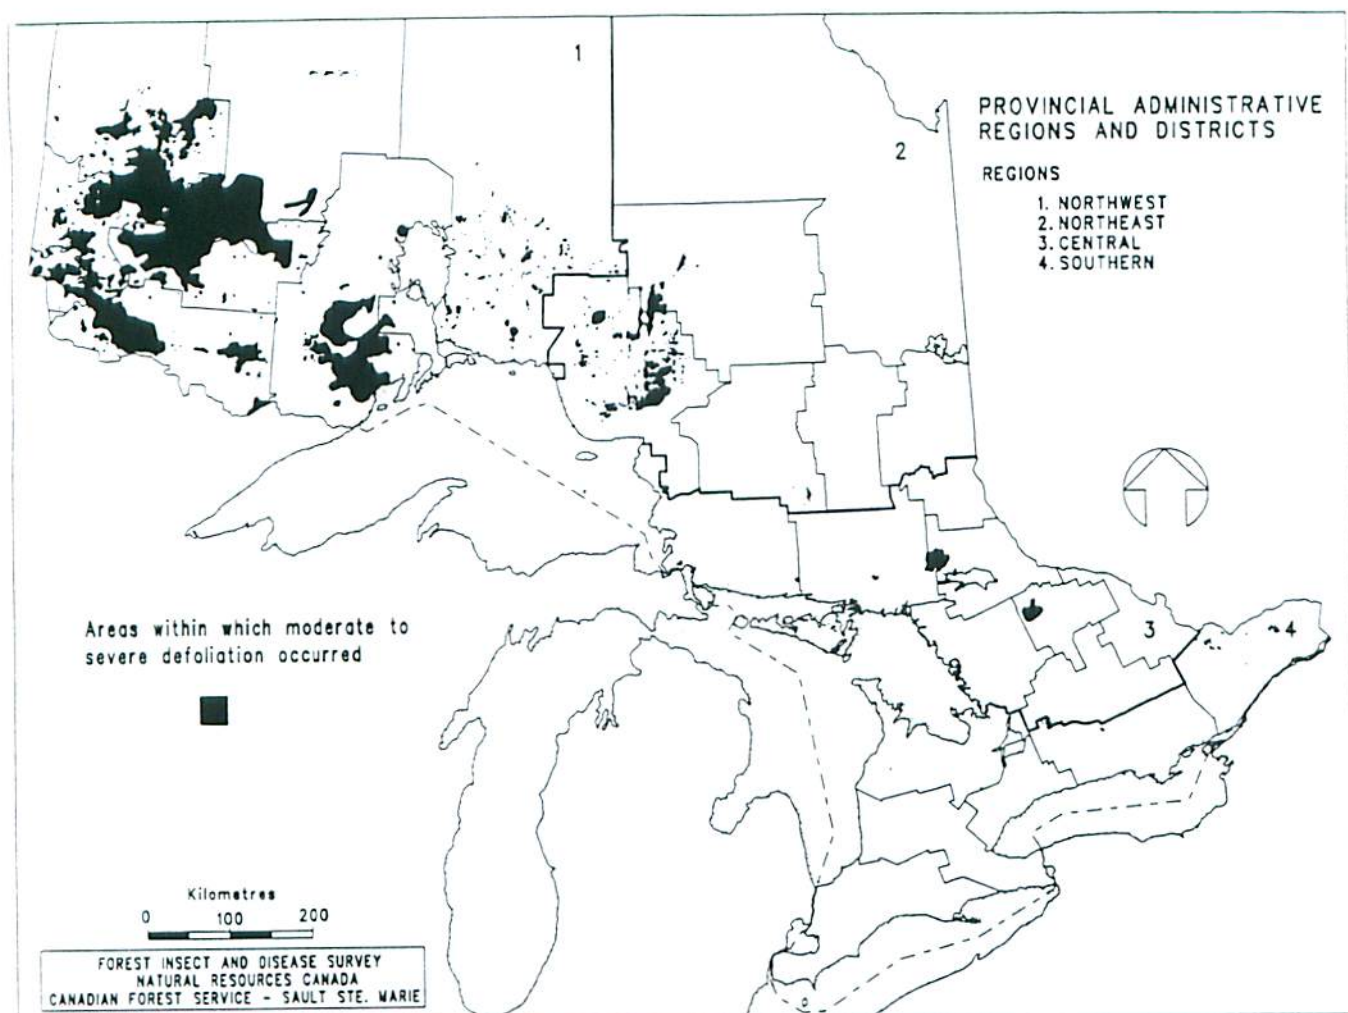 1
2
PROVINCIAL ADMINISTRATIVE
REGIONS AND DISTRICTS
REGIONS
1. NORTHWEST
2. NORTHEAST
3. CENTRAL
4. SOUTHERN
3
4
Areas within which moderate to
severe defoliation occurred
Kilometres
0 100 200
FOREST INSECT AND DISEASE SURVEY
NATURAL RESOURCES CANADA
CANADIAN FOREST SERVICE - SAULT STE. MARIE